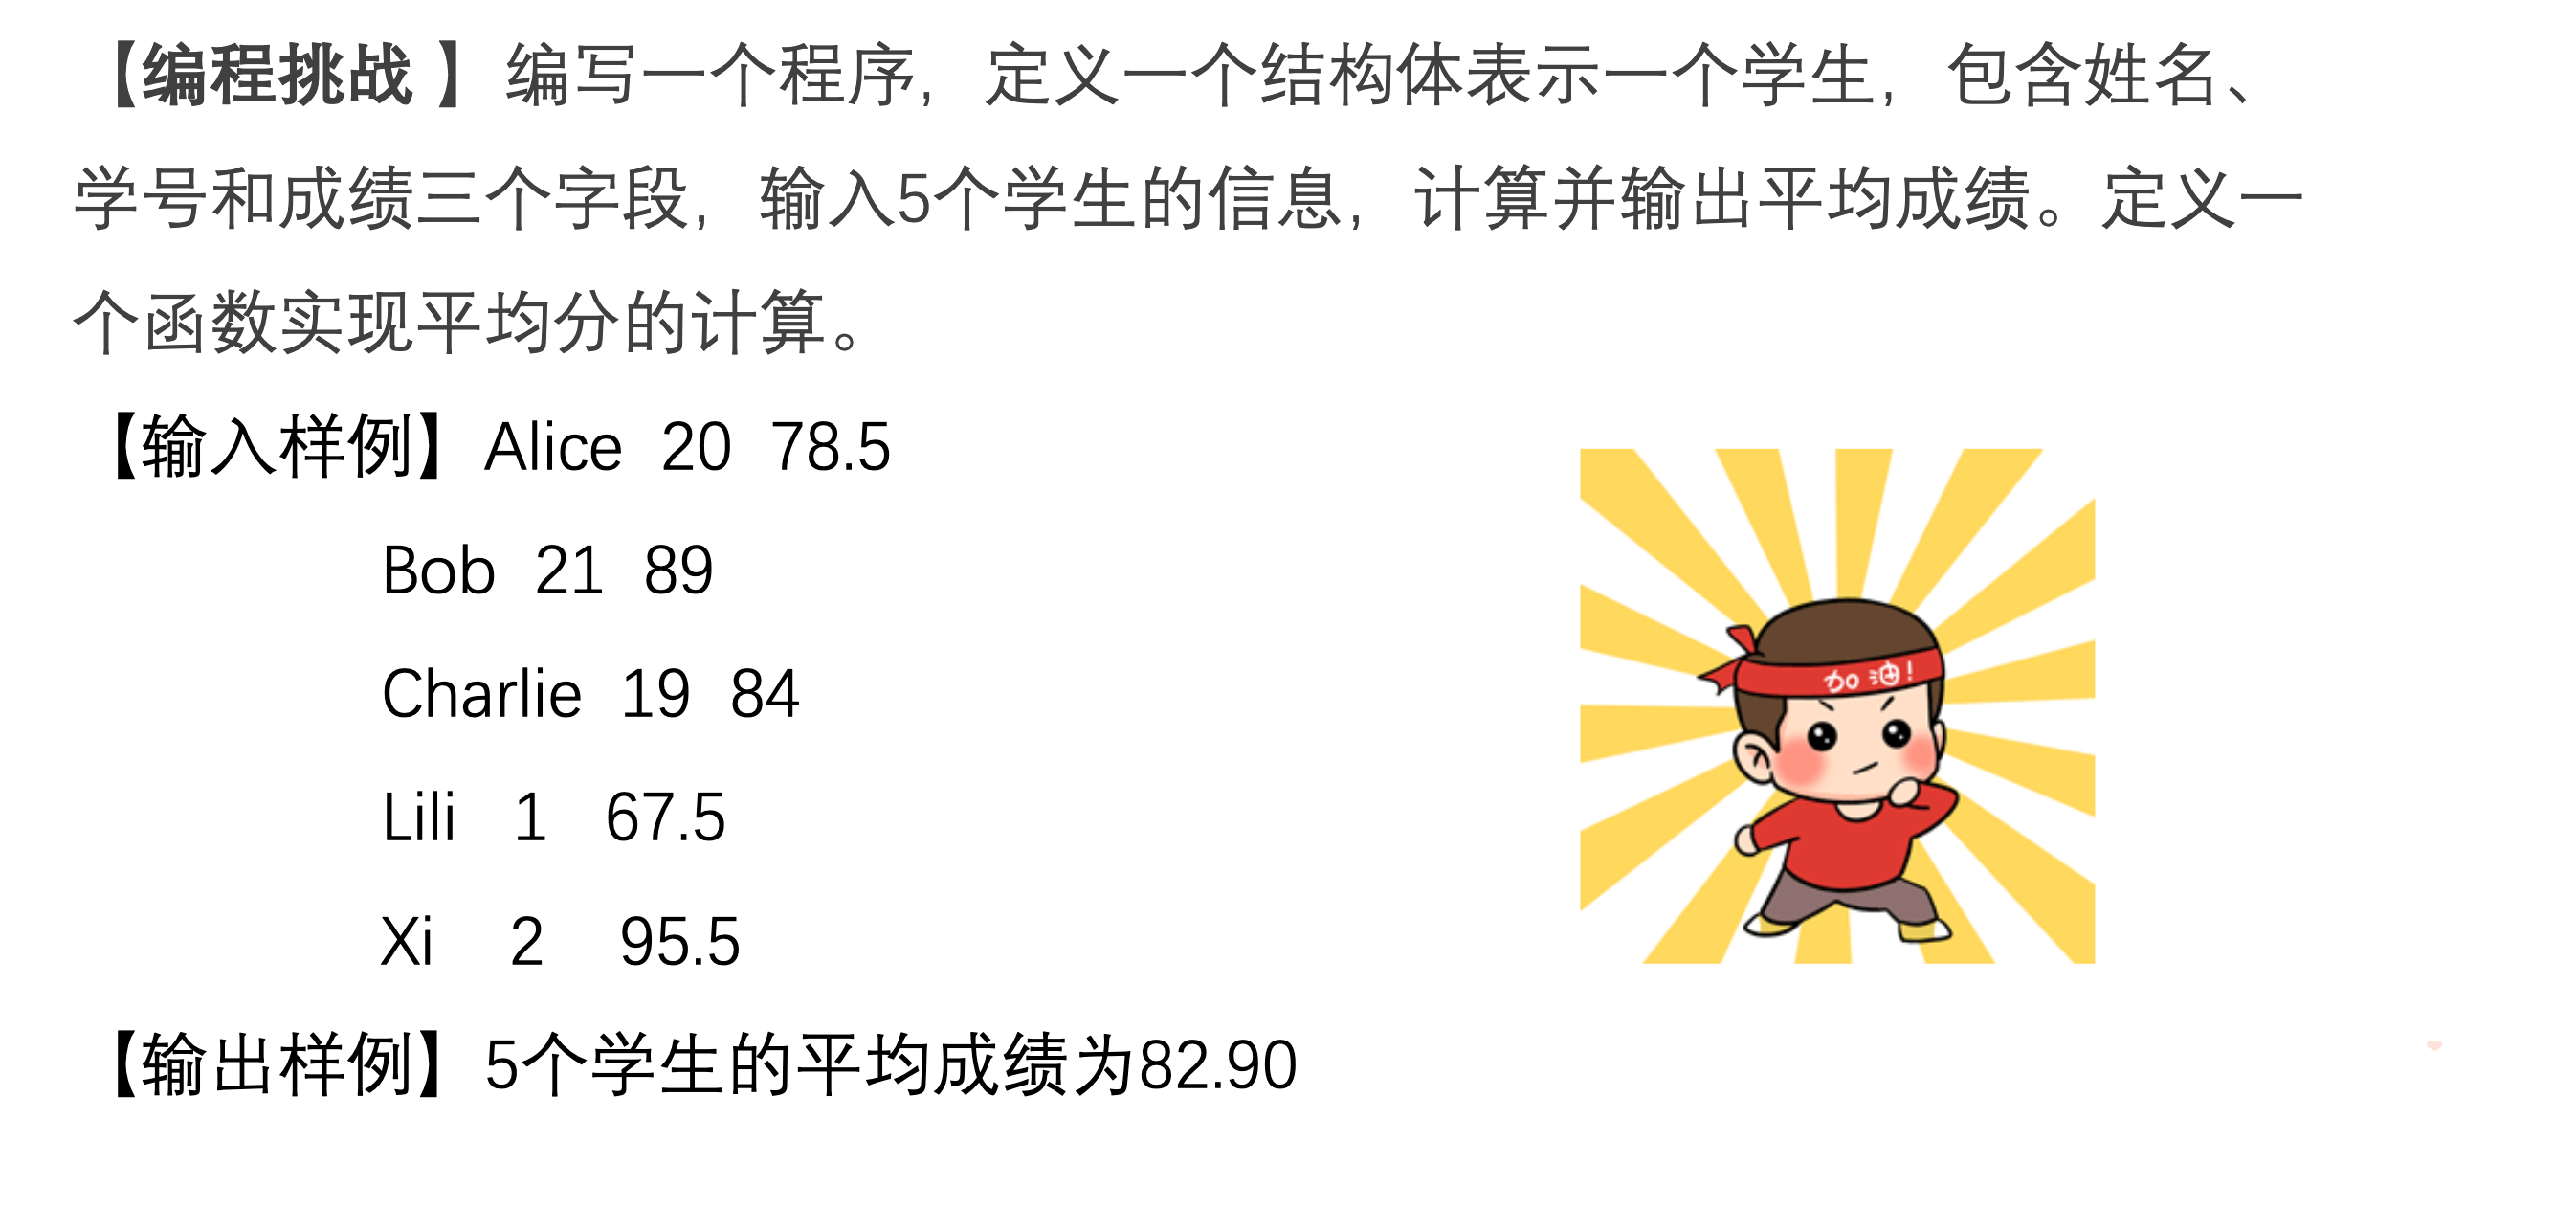 【编程挑战 】 编写一个程序, 定义一个结构体表示一个学生, 包含姓名、
学号和成绩三个字段, 输入5个学生的信息, 计算并输出平均成绩。定义一
个函数实现平均分的计算。
【输入样例】Alice 20 78.5
Bob 21 89
Charlie 19 84
Lili 1 67.5
Xi 2 95.5
加油!
【输出样例】5个学生的平均成绩为82.90